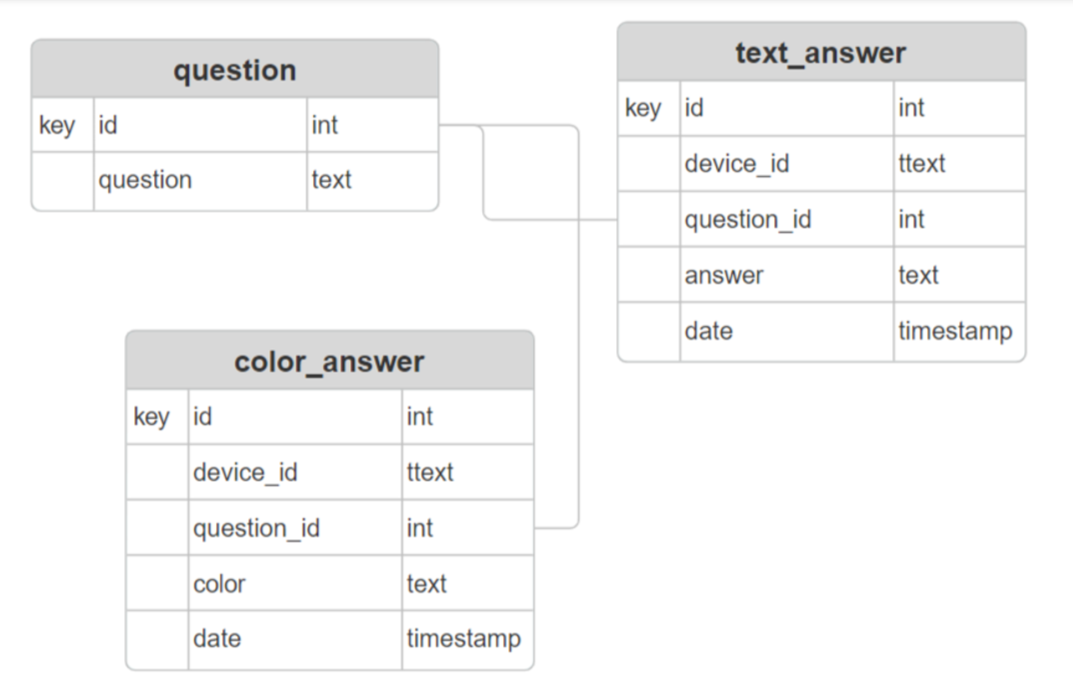 question
key id int
question text
text_answer
key id int
device_id ttext
question_id int
answer text
date timestamp
color_answer
key id int
device_id ttext
question_id int
color text
date timestamp